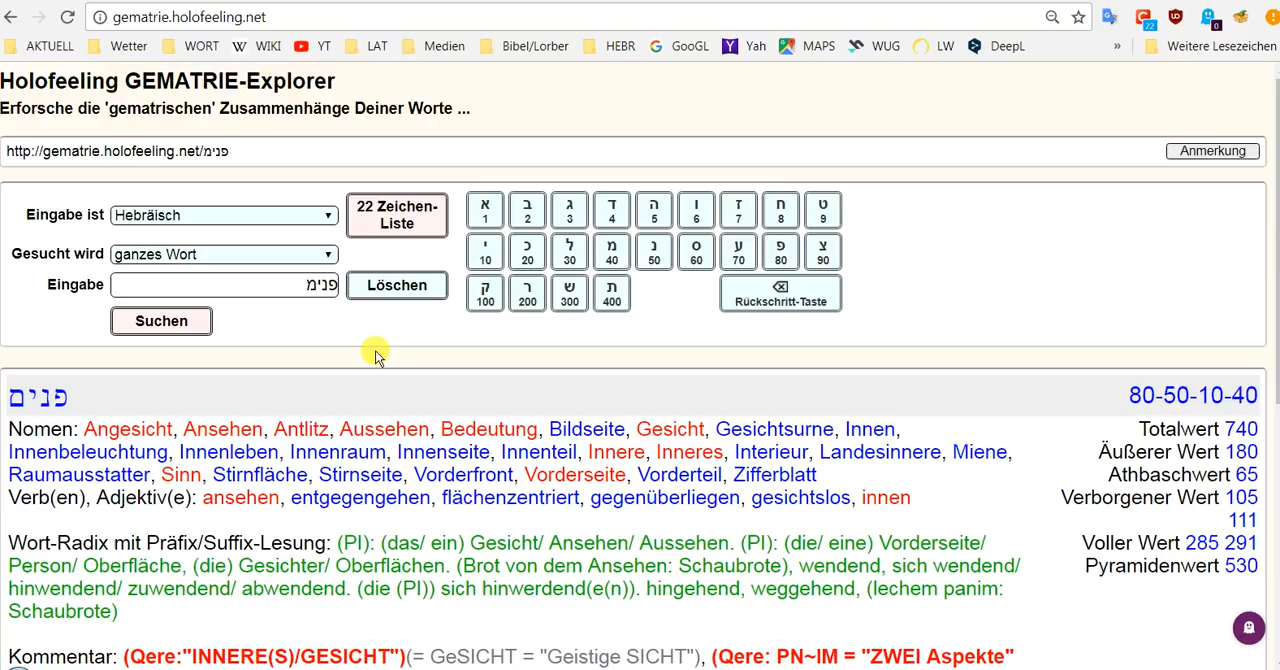 gematrie.holofeeling.net
22
0
AKTUELL Wetter WORT WIKI YT LAT Medien Bibel/Lorber HEBR GooGL Yah MAPS WUG LW DeepL » Weitere Lesezeichen
Holofeeling GEMATRIE-Explorer
Erforsche die 'gematrischen' Zusammenhänge Deiner Worte ...
http://gematrie.holofeeling.net/פנימ Anmerkung
Eingabe ist Hebräisch
22 Zeichen-
Liste
Gesucht wird ganzes Wort
Eingabe פנימ Löschen
Suchen
א ב ג ד ה ו ז ח ט
1 2 3 4 5 6 7 8 9
י כ ל מ נ ס ע פ צ
10 20 30 40 50 60 70 80 90
ק ר ש ת
100 200 300 400 Rückschritt-Taste
פנים 80-50-10-40
Nomen: Angesicht, Ansehen, Antlitz, Aussehen, Bedeutung, Bildseite, Gesicht, Gesichtsurne, Innen, Totalwert 740
Innenbeleuchtung, Innenleben, Innenraum, Innenseite, Innenteil, Innere, Inneres, Interieur, Landesinnere, Miene, Äußerer Wert 180
Raumausstatter, Sinn, Stirnfläche, Stirnseite, Vorderfront, Vorderseite, Vorderteil, Zifferblatt Athbaschwert 65
Verb(en), Adjektiv(e): ansehen, entgegengehen, flächenzentriert, gegenüberliegen, gesichtslos, innen Verborgener Wert 105
111
Wort-Radix mit Präfix/Suffix-Lesung: (PI): (das/ ein) Gesicht/ Ansehen/ Aussehen. (PI): (die/ eine) Vorderseite/ Voller Wert 285 291
Person/ Oberfläche, (die) Gesichter/ Oberflächen. (Brot von dem Ansehen: Schaubrote), wendend, sich wendend/ Pyramidenwert 530
hinwendend/ zuwendend/ abwendend. (die (PI)) sich hinwerdend(e(n)). hingehend, weggehend, (lechem panim:
Schaubrote)
Kommentar: (Qere:"INNERE(S)/GESICHT")(= GeSICHT = "Geistige SICHT"), (Qere: PN~IM = "ZWEI Aspekte"